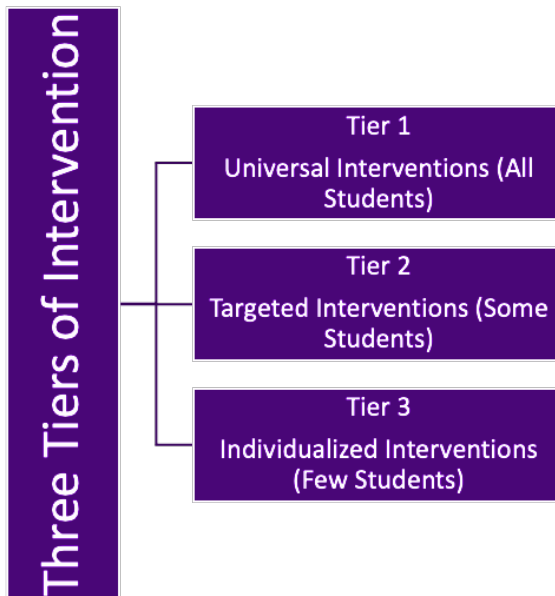 Three Tiers of Intervention
Tier 1
Universal Interventions (All
Students)
Tier 2
Targeted Interventions (Some
Students)
Tier 3
Individualized Interventions
(Few Students)